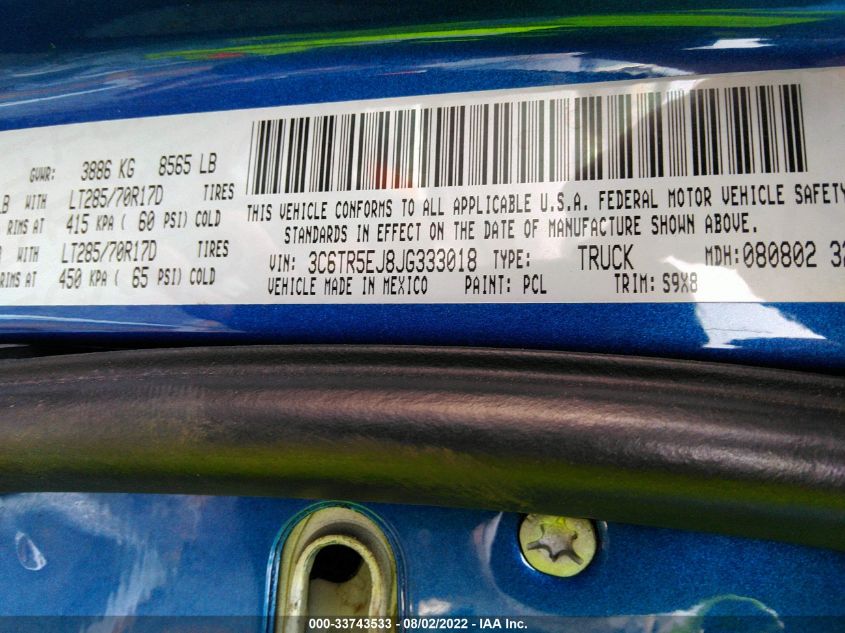 GVWR: 3886 KG 8565 LB
LB WITH LT285/70R17D TIRES
RIMS AT 415 KPA ( 60 PSI) COLD
WITH LT285/70R17D TIRES
RIMS AT 450 KPA ( 65 PSI) COLD
THIS VEHICLE CONFORMS TO ALL APPLICABLE U.S.A. FEDERAL MOTOR VEHICLE SAFETY
STANDARDS IN EFFECT ON THE DATE OF MANUFACTURE SHOWN ABOVE.
VIN: 3C6TR5EJ8JG333018 TYPE: TRUCK MDH:080802 32
VEHICLE MADE IN MEXICO PAINT: PCL TRIM: S9X8
000-33743533 - 08/02/2022 - IAA Inc.